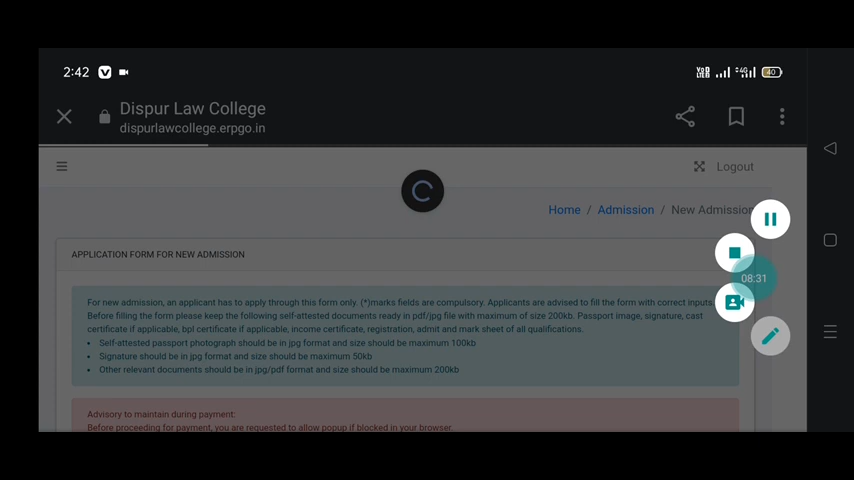 2:42
4G 40
Dispur Law College
dispurlawcollege.erpgo.in
Logout
Home / Admission / New Admission
08:31
APPLICATION FORM FOR NEW ADMISSION
For new admission, an applicant has to apply through this form only. (*)marks fields are compulsory. Applicants are advised to fill the form with correct inputs.
Before filling the form please keep the following self-attested documents ready in pdf/jpg file with maximum of size 200kb. Passport image, signature, cast
certificate if applicable, bpl certificate if applicable, income certificate, registration, admit and mark sheet of all qualifications.
• Self-attested passport photograph should be in jpg format and size should be maximum 100kb
• Signature should be in jpg format and size should be maximum 50kb
• Other relevant documents should be in jpg/pdf format and size should be maximum 200kb
Advisory to maintain during payment:
Before proceeding for payment, you are requested to allow popup if blocked in your browser.